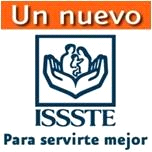 Un nuevo
ISSSTE
Para servirte mejor